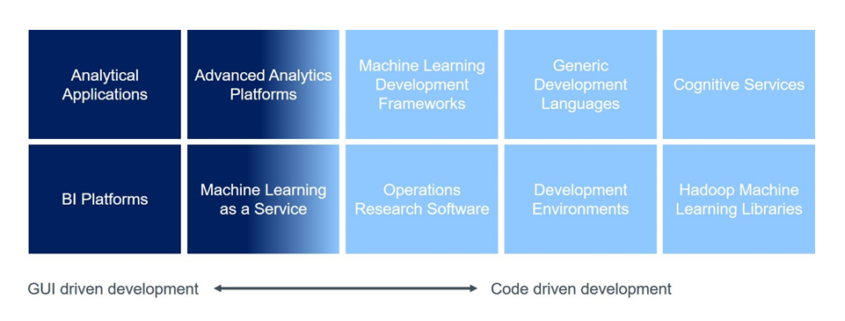 Analytical
Applications
Advanced Analytics
Platforms
Machine Learning
Development
Frameworks
Generic
Development
Languages
Cognitive Services
BI Platforms
Machine Learning
as a Service
Operations
Research Software
Development
Environments
Hadoop Machine
Learning Libraries
GUI driven development
Code driven development